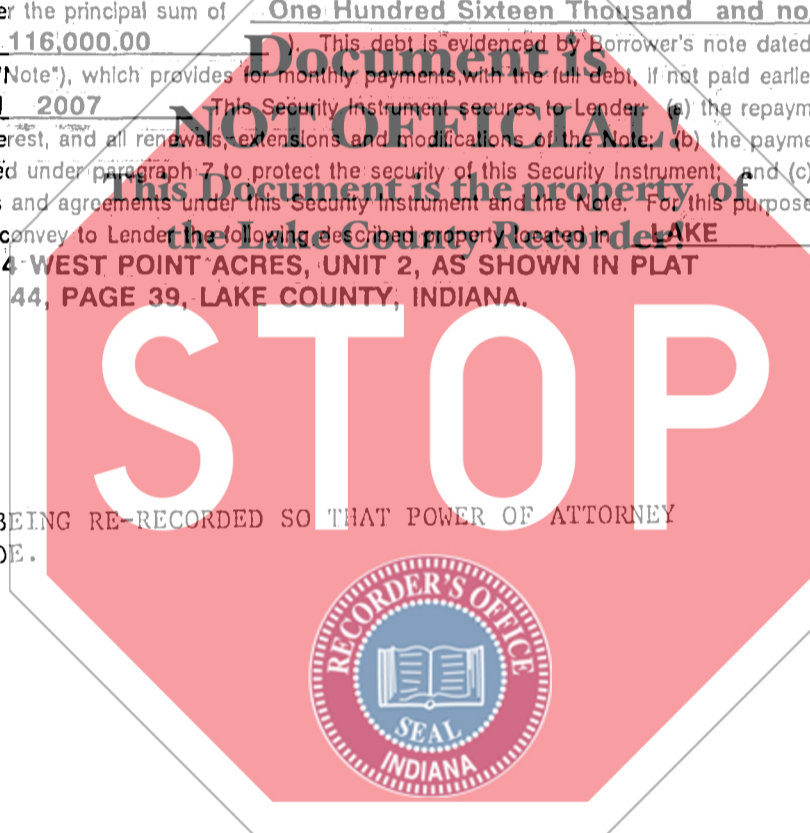 er the principal sum of One Hundred Sixteen Thousand and no
116,000.00 ). This debt is evidenced by Borrower's note dated
"Note"), which provides for monthly payments, with the full debt, if not paid earlie
2007 This Security Instrument secures to Lender: (a) the repaym
erest, and all renewals, extensions and modifications of the Note; (b) the payme
ed under paragraph 7 to protect the security of this Security Instrument; and (c)
s and agreements under this Security Instrument and the Note. For this purpose
convey to Lender the following described property located in LAKE
4 WEST POINT ACRES, UNIT 2, AS SHOWN IN PLAT
44, PAGE 39, LAKE COUNTY, INDIANA.
Document is
NOT OFFICIAL!
This Document is the property of
the Lake County Recorder!
STOP
BEING RE-RECORDED SO THAT POWER OF ATTORNEY
DE.
RECORDER'S OFFICE
SEAL
INDIANA